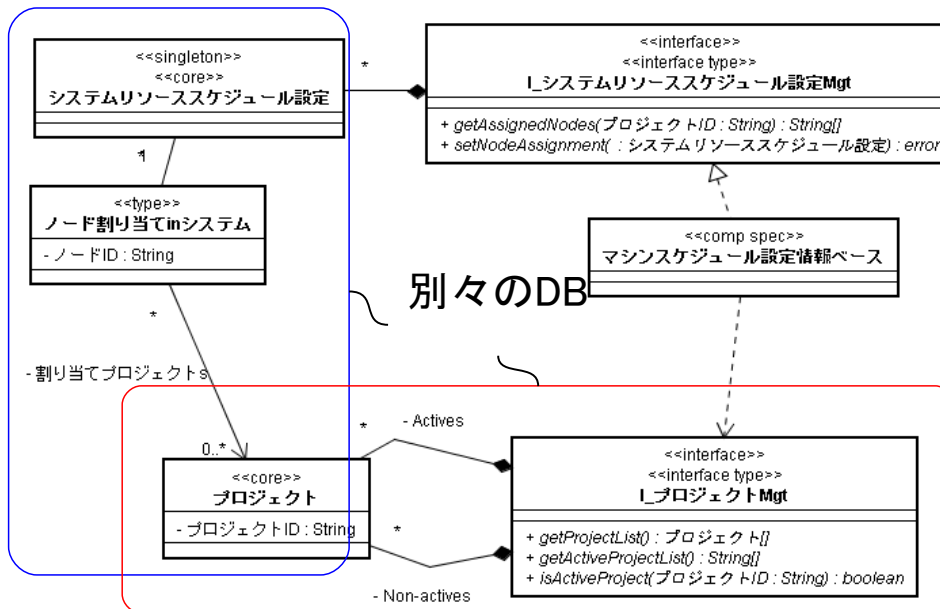 <<singleton>>
<<core>>
システムリソーススケジュール設定
*
<<interface>>
<<interface type>>
I_システムリソーススケジュール設定Mgt
+ getAssignedNodes(プロジェクトID : String) : String[]
+ setNodeAssignment( : システムリソーススケジュール設定) : error
*1
<<type>>
ノード割り当てinシステム
- ノードID : String
*
<<comp spec>>
マシンスケジュール設定情報ベース
別々のDB
- 割り当てプロジェクトs
0..*
<<core>>
プロジェクト
- プロジェクトID : String
*
- Actives
*
- Non-actives
<<interface>>
<<interface type>>
I_プロジェクトMgt
+ getProjectList() : プロジェクト[]
+ getActiveProjectList() : String[]
+ isActiveProject(プロジェクトID : String) : boolean